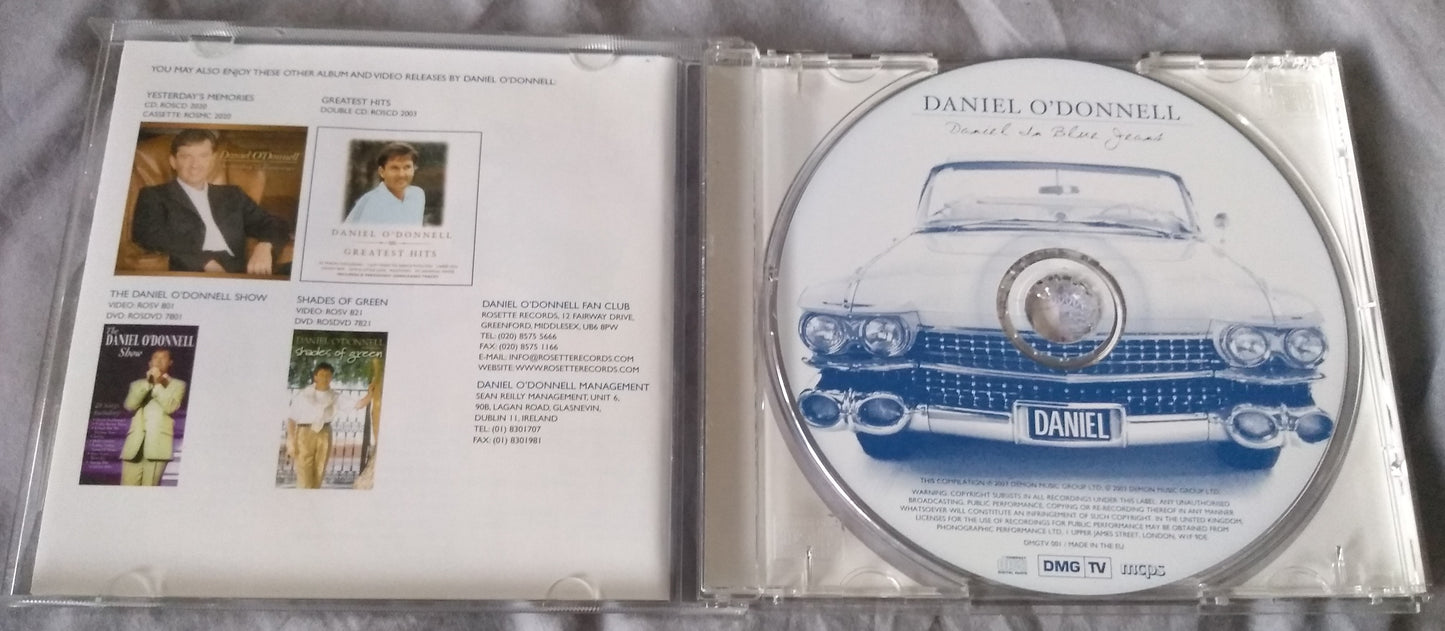 YOU MAY ALSO ENJOY THESE OTHER ALBUM AND VIDEO RELEASES BY DANIEL O'DONNELL:
YESTERDAY'S MEMORIES
CD: ROSCD 2020
CASSETTE: ROSMC 2020
GREATEST HITS
DOUBLE CD: ROSCD 2003
Daniel O'Donnell
DANIEL O'DONNELL
GREATEST HITS
THE DANIEL O'DONNELL SHOW
VIDEO: ROSV 801
DVD: ROSDVD 7801
SHADES OF GREEN
VIDEO: ROSV 821
DVD: ROSDVD 7821
The
DANIEL O'DONNELL
Show
DANIEL O'DONNELL
shades of green
DANIEL O'DONNELL FAN CLUB
ROSETTE RECORDS, 12 FAIRWAY DRIVE,
GREENFORD, MIDDLESEX, UB6 8PW
TEL: (020) 8575 5666
FAX: (020) 8575 1166
E-MAIL: INFO@ROSETTERECORDS.COM
WEBSITE: WWW.ROSETTERECORDS.COM
DANIEL O'DONNELL MANAGEMENT
SEAN REILLY MANAGEMENT, UNIT 6,
90B, LAGAN ROAD, GLASNEVIN,
DUBLIN 11, IRELAND
TEL: (01) 8301707
FAX: (01) 8301981
DANIEL O'DONNELL
Daniel In Blue Jeans
DANIEL
THIS COMPILATION ℗ 2003 DEMON MUSIC GROUP LTD. © 2003 DEMON MUSIC GROUP LTD.
WARNING: COPYRIGHT SUBSISTS IN ALL RECORDINGS UNDER THIS LABEL. ANY UNAUTHORISED
BROADCASTING, PUBLIC PERFORMANCE, COPYING OR RE-RECORDING THEREOF IN ANY MANNER
WHATSOEVER WILL CONSTITUTE AN INFRINGEMENT OF SUCH COPYRIGHT. IN THE UNITED KINGDOM,
LICENSES FOR THE USE OF RECORDINGS FOR PUBLIC PERFORMANCE MAY BE OBTAINED FROM
PHONOGRAPHIC PERFORMANCE LTD, 1 UPPER JAMES STREET, LONDON, W1F 9DE
DMGTV 001 / MADE IN THE EU
COMPACT
disc
DIGITAL AUDIO
DMG TV
mcps